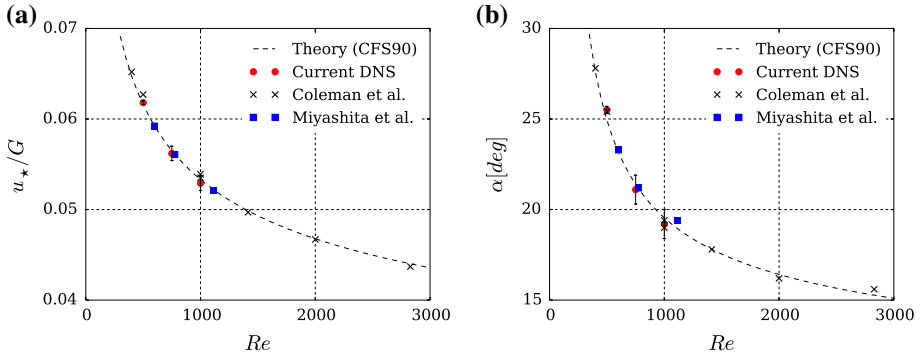 (a)
0.07
0.06
0.05
0.04
u⋆/G
0 1000 2000 3000
Re
Theory (CFS90)
Current DNS
Coleman et al.
Miyashita et al.
(b)
30
25
20
15
α[deg]
0 1000 2000 3000
Re
Theory (CFS90)
Current DNS
Coleman et al.
Miyashita et al.